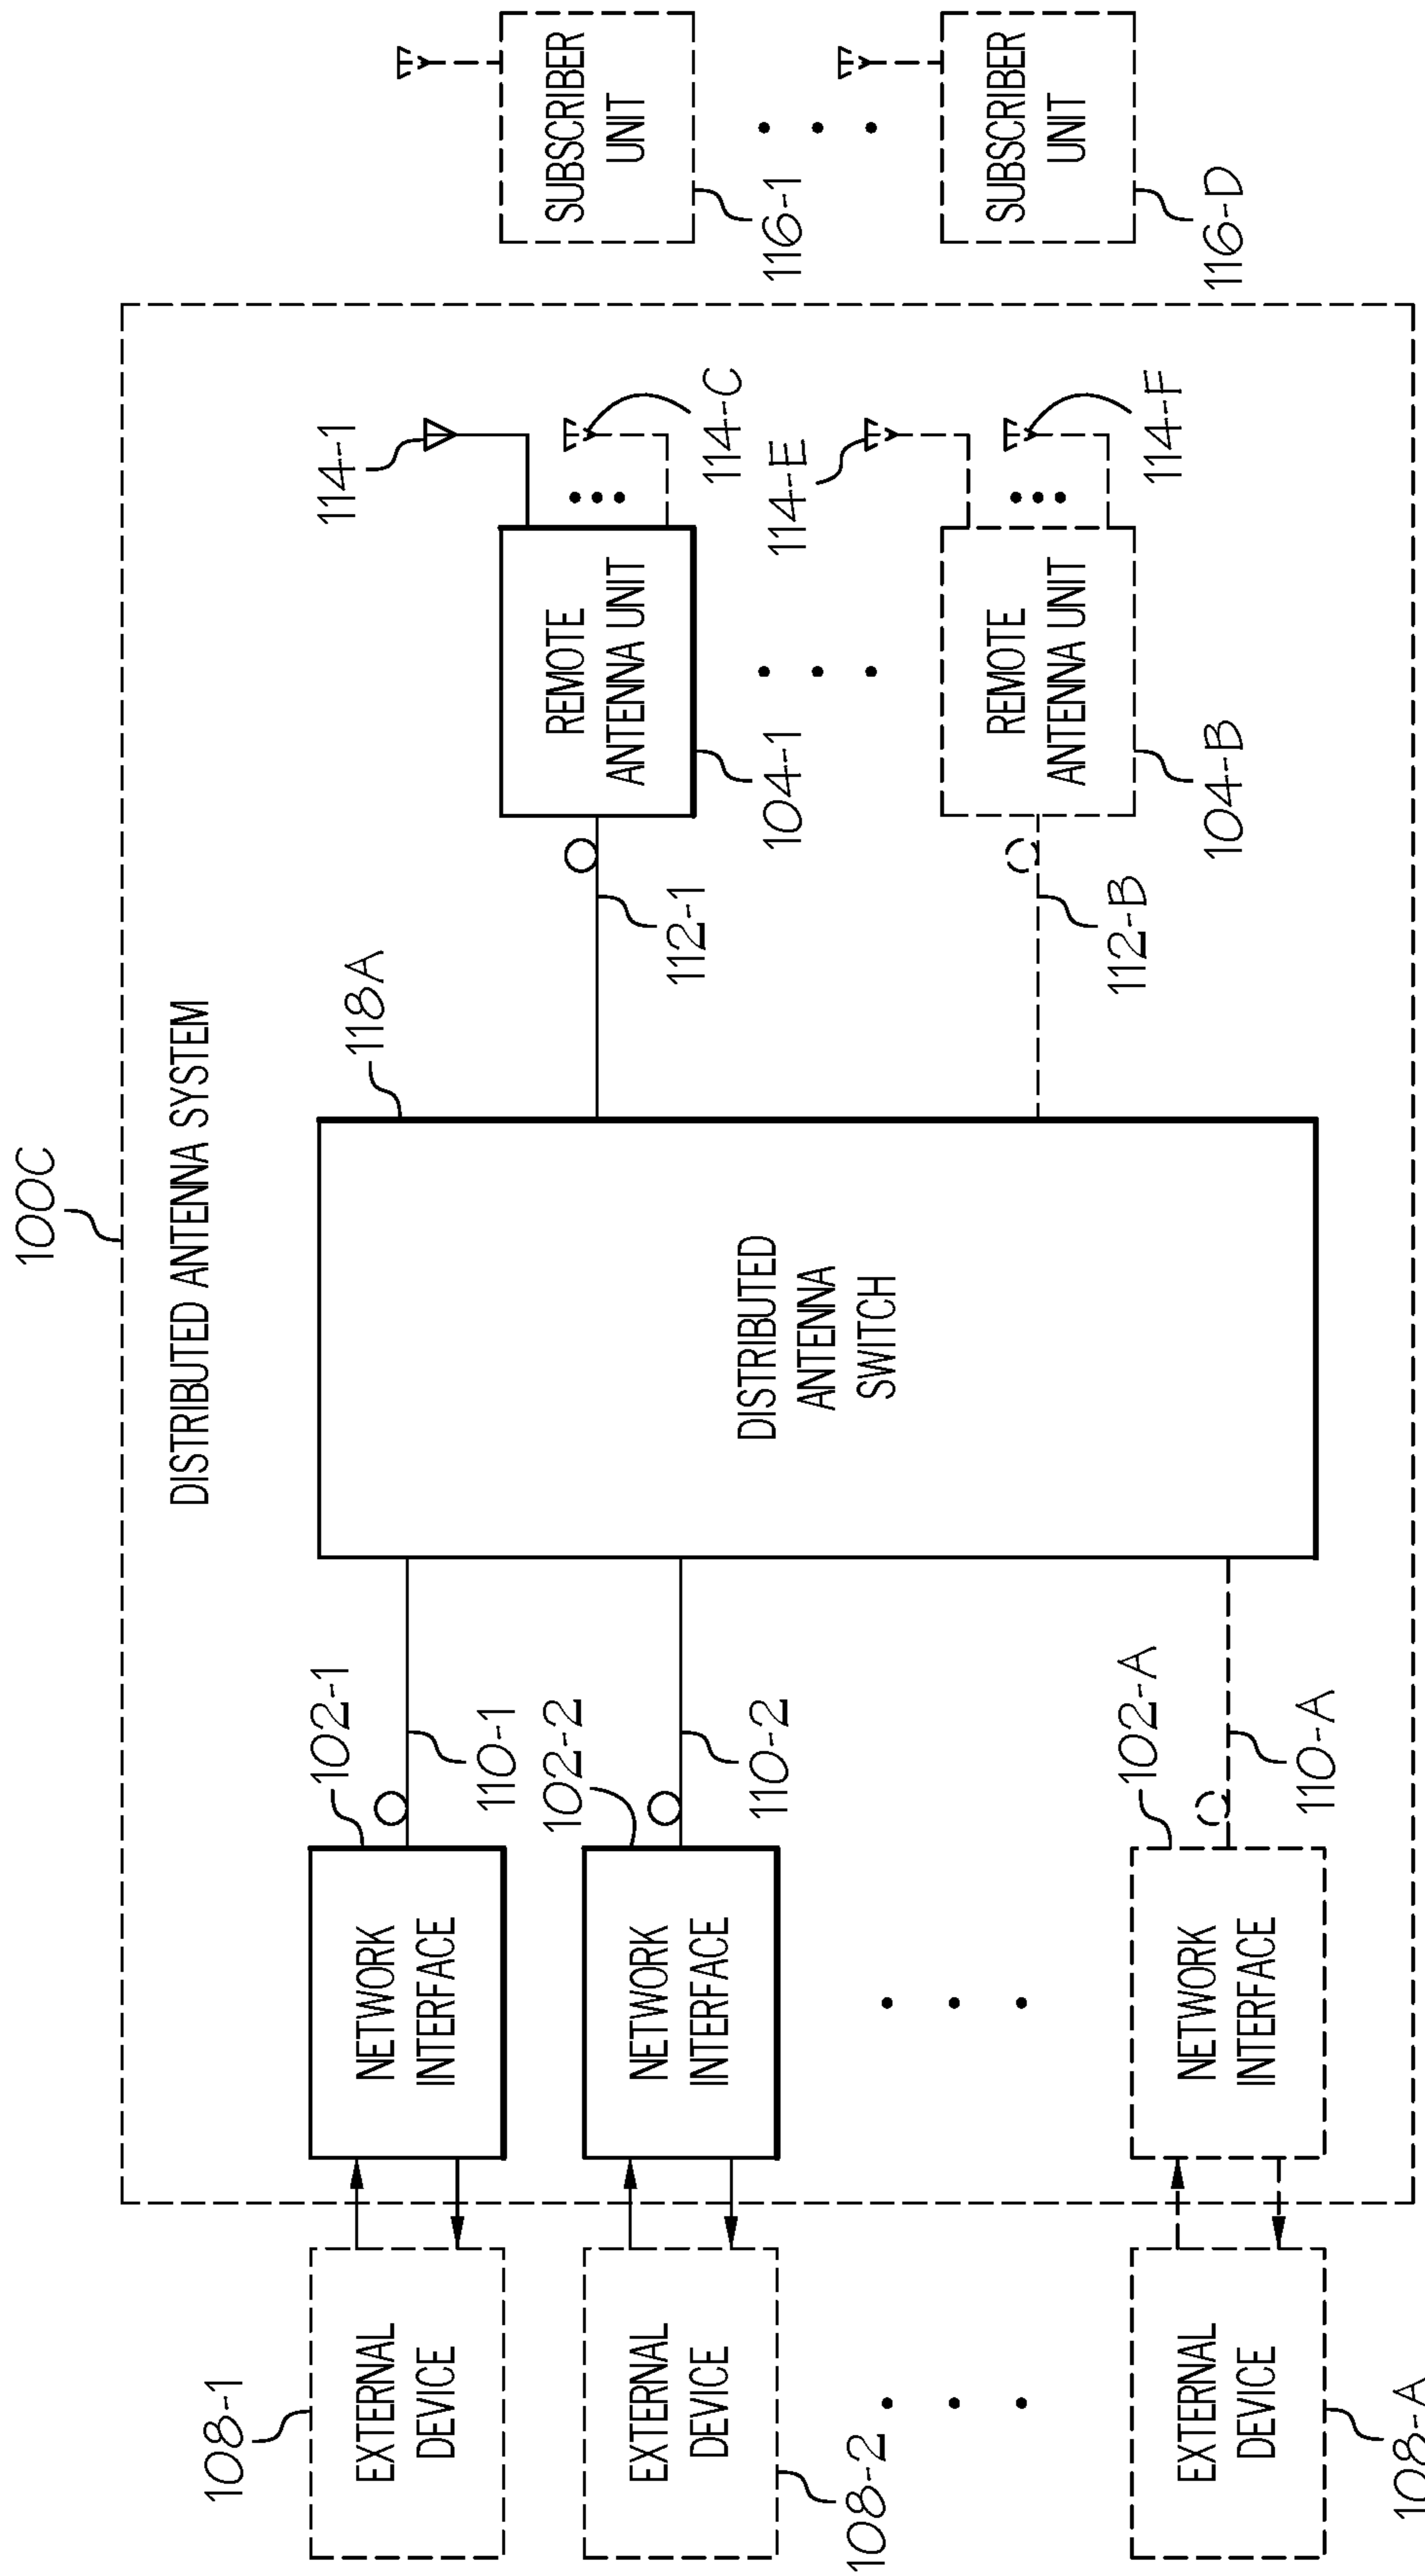 100C
DISTRIBUTED ANTENNA SYSTEM
108-1
EXTERNAL
DEVICE
102-1
NETWORK
INTERFACE
110-1
108-2
EXTERNAL
DEVICE
102-2
NETWORK
INTERFACE
110-2
108-A
EXTERNAL
DEVICE
102-A
NETWORK
INTERFACE
110-A
118A
DISTRIBUTED
ANTENNA
SWITCH
112-1
REMOTE
ANTENNA UNIT
104-1
114-1
114-C
112-B
REMOTE
ANTENNA UNIT
104-B
114-E
114-F
SUBSCRIBER
UNIT
116-1
SUBSCRIBER
UNIT
116-D